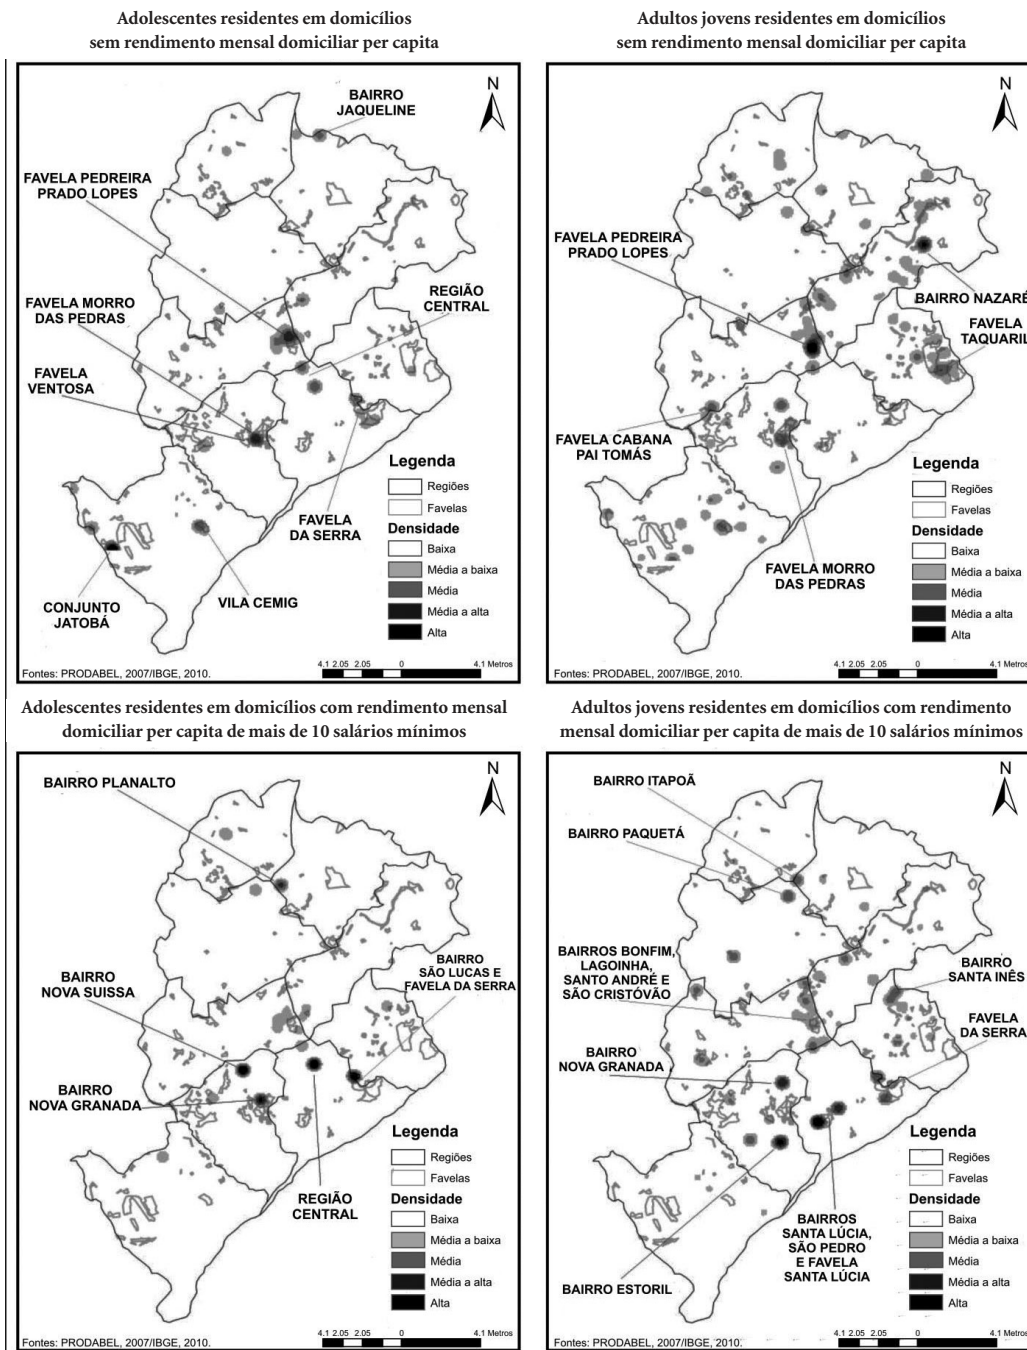 Adolescentes residentes em domicílios
sem rendimento mensal domiciliar per capita
N
BAIRRO
JAQUELINE
FAVELA PEDREIRA
PRADO LOPES
REGIÃO
CENTRAL
FAVELA MORRO
DAS PEDRAS
FAVELA
VENTOSA
FAVELA
DA SERRA
VILA CEMIG
CONJUNTO
JATOBÁ
Legenda
Regiões
Favelas
Densidade
Baixa
Média a baixa
Média
Média a alta
Alta
4.1 2.05 2.05 0 4.1 Metros
Fontes: PRODABEL, 2007/IBGE, 2010.
Adultos jovens residentes em domicílios
sem rendimento mensal domiciliar per capita
N
FAVELA PEDREIRA
PRADO LOPES
BAIRRO NAZARÉ
FAVELA
TAQUARIL
FAVELA CABANA
PAI TOMÁS
FAVELA MORRO
DAS PEDRAS
Legenda
Regiões
Favelas
Densidade
Baixa
Média a baixa
Média
Média a alta
Alta
4.1 2.05 2.05 0 4.1 Metros
Fontes: PRODABEL, 2007/IBGE, 2010.
Adolescentes residentes em domicílios com rendimento mensal
domiciliar per capita de mais de 10 salários mínimos
N
BAIRRO PLANALTO
BAIRRO
SÃO LUCAS E
FAVELA DA SERRA
BAIRRO
NOVA SUISSA
BAIRRO
NOVA GRANADA
REGIÃO
CENTRAL
Legenda
Regiões
Favelas
Densidade
Baixa
Média a baixa
Média
Média a alta
Alta
4.1 2.05 2.05 0 4.1 Metros
Fontes: PRODABEL, 2007/IBGE, 2010.
Adultos jovens residentes em domicílios com rendimento
mensal domiciliar per capita de mais de 10 salários mínimos
N
BAIRRO ITAPOÃ
BAIRRO PAQUETÁ
BAIRROS BONFIM,
LAGOINHA,
SANTO ANDRÉ E
SÃO CRISTÓVÃO
BAIRRO
SANTA INÊS
FAVELA
DA SERRA
BAIRRO
NOVA GRANADA
BAIRROS
SANTA LÚCIA,
SÃO PEDRO
E FAVELA
SANTA LÚCIA
BAIRRO ESTORIL
Legenda
Regiões
Favelas
Densidade
Baixa
Média a baixa
Média
Média a alta
Alta
4.1 2.05 2.05 0 4.1 Metros
Fontes: PRODABEL, 2007/IBGE, 2010.